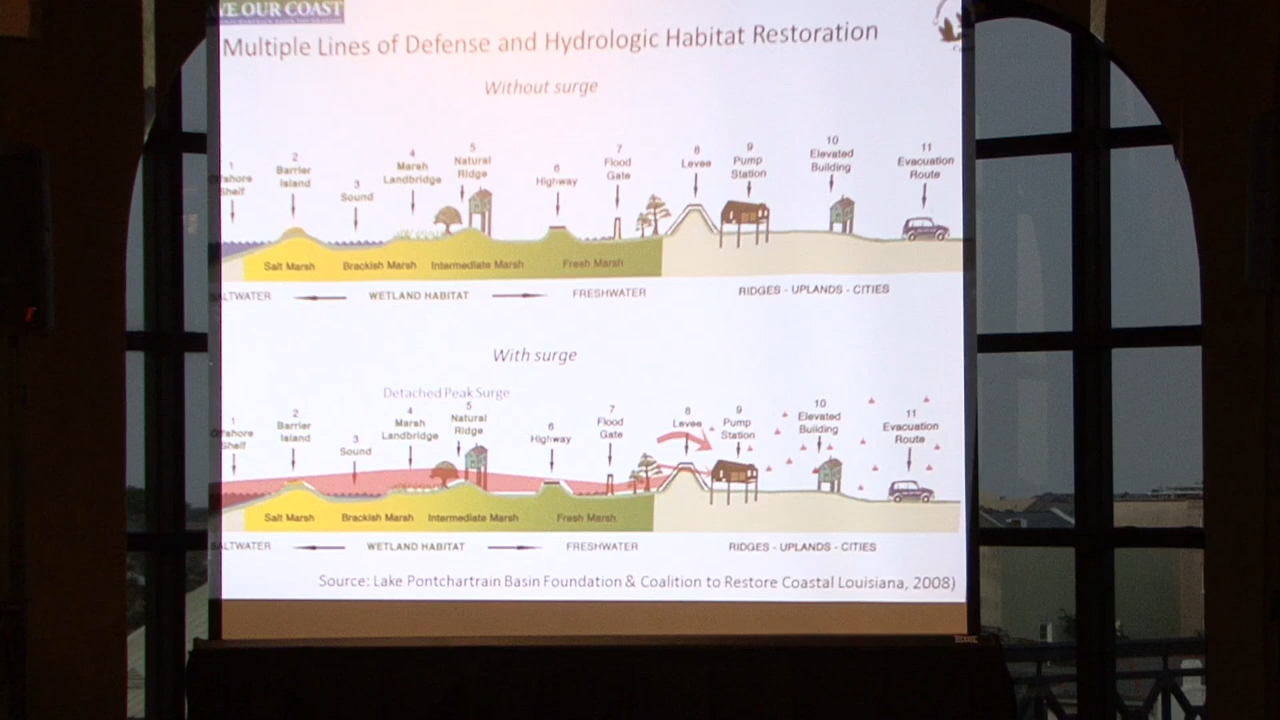 VE OUR COAST
Multiple Lines of Defense and Hydrologic Habitat Restoration
Without surge
1
Shelf
2
Barrier
Island
3
Sound
4
Marsh
Landbridge
5
Natural
Ridge
6
Highway
7
Flood
Gate
8
Levee
9
Pump
Station
10
Elevated
Building
11
Evacuation
Route
Salt Marsh Brackish Marsh Intermediate Marsh Fresh Marsh
ALTWATER WETLAND HABITAT FRESHWATER RIDGES - UPLANDS - CITIES
With surge
Detached Peak Surge
1
Shelf
2
Barrier
Island
3
Sound
4
Marsh
Landbridge
5
Natural
Ridge
6
Highway
7
Flood
Gate
8
Levee
9
Pump
Station
10
Elevated
Building
11
Evacuation
Route
Salt Marsh Brackish Marsh Intermediate Marsh Fresh Marsh
ALTWATER WETLAND HABITAT FRESHWATER RIDGES - UPLANDS - CITIES
Source: Lake Pontchartrain Basin Foundation & Coalition to Restore Coastal Louisiana, 2008)